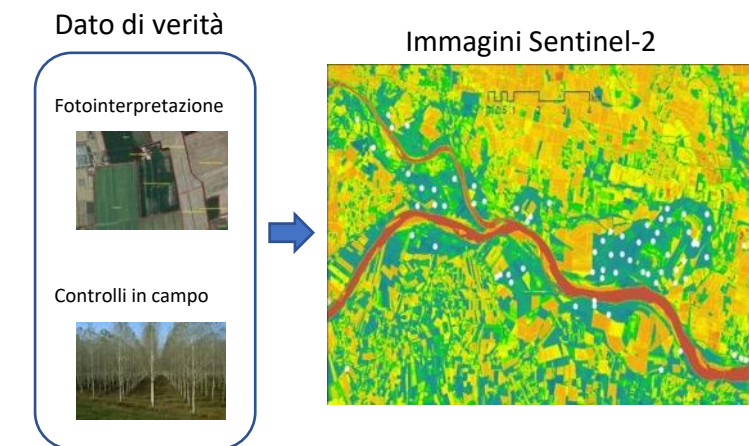 Dato di verità
Immagini Sentinel-2
Fotointerpretazione
Controlli in campo